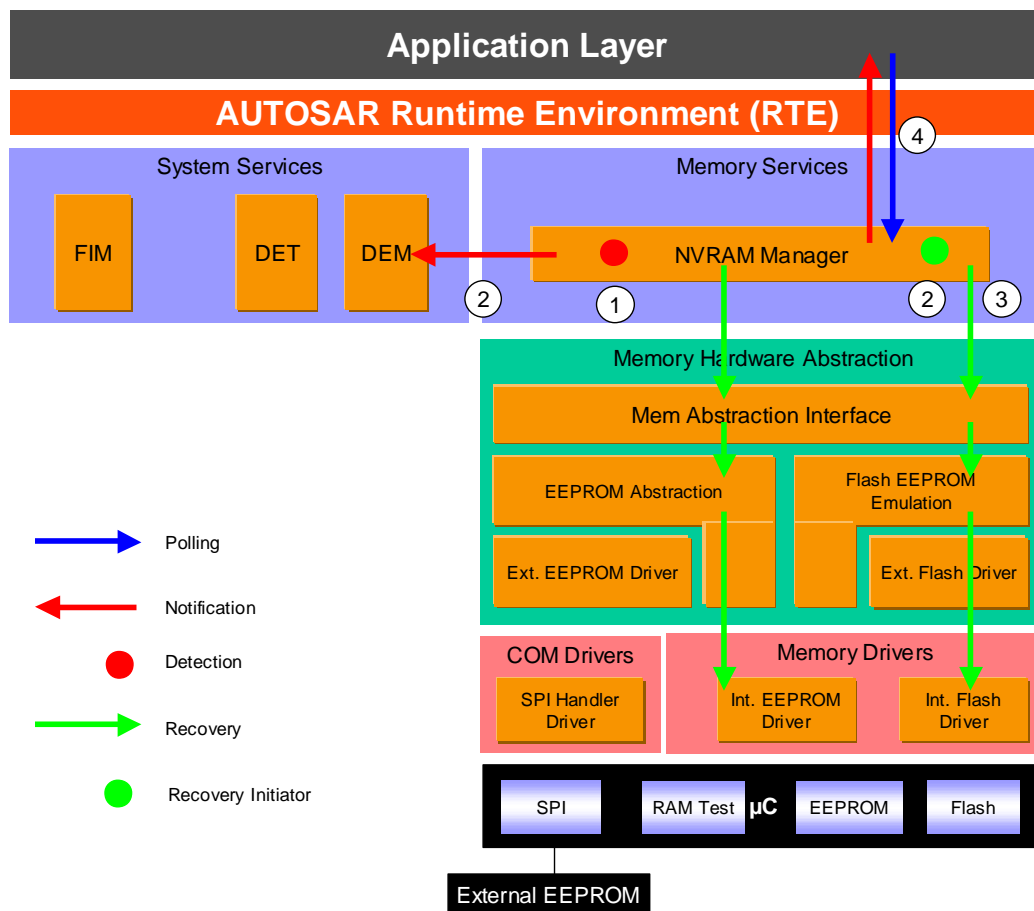 Application Layer
AUTOSAR Runtime Environment (RTE)
4
System Services
Memory Services
FIM
DET
DEM
NVRAM Manager
2
1
2
3
Memory Hardware Abstraction
Mem Abstraction Interface
EEPROM Abstraction
Flash EEPROM
Emulation
Polling
Ext. EEPROM Driver
Ext. Flash Driver
Notification
Detection
COM Drivers
Memory Drivers
SPI Handler
Driver
Int. EEPROM
Driver
Int. Flash
Driver
Recovery
Recovery Initiator
SPI
RAM Test
µC
EEPROM
Flash
External EEPROM